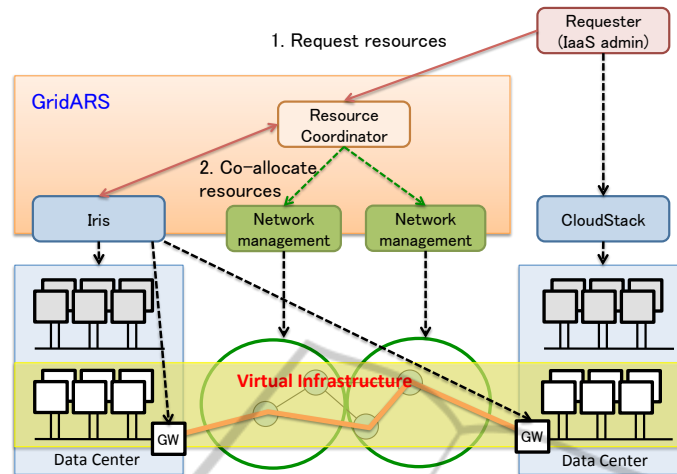 1. Request resources
Requester
(IaaS admin)
GridARS
Resource
Coordinator
2. Co-allocate
resources
Iris
Network
management
Network
management
CloudStack
Virtual Infrastructure
GW
GW
Data Center
Data Center